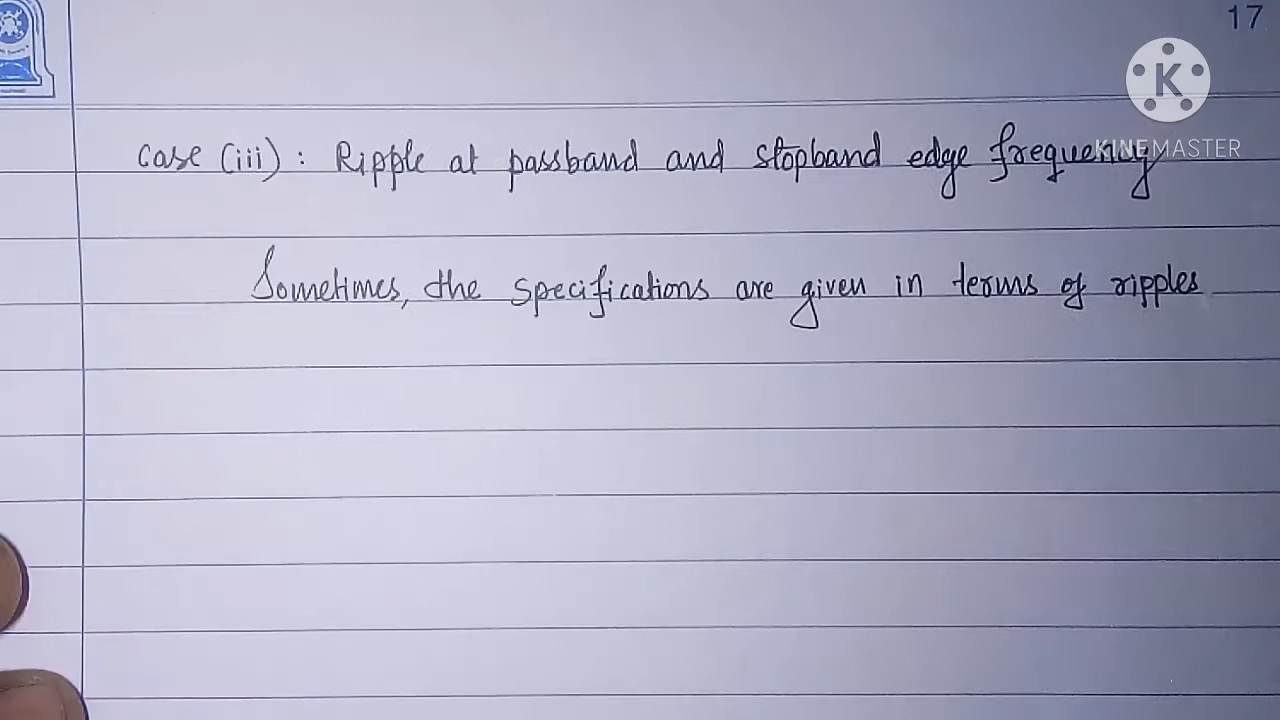 17
K
KINEMASTER
Case (iii) : Ripple at passband and stopband edge frequency
Sometimes, the specifications are given in terms of ripples